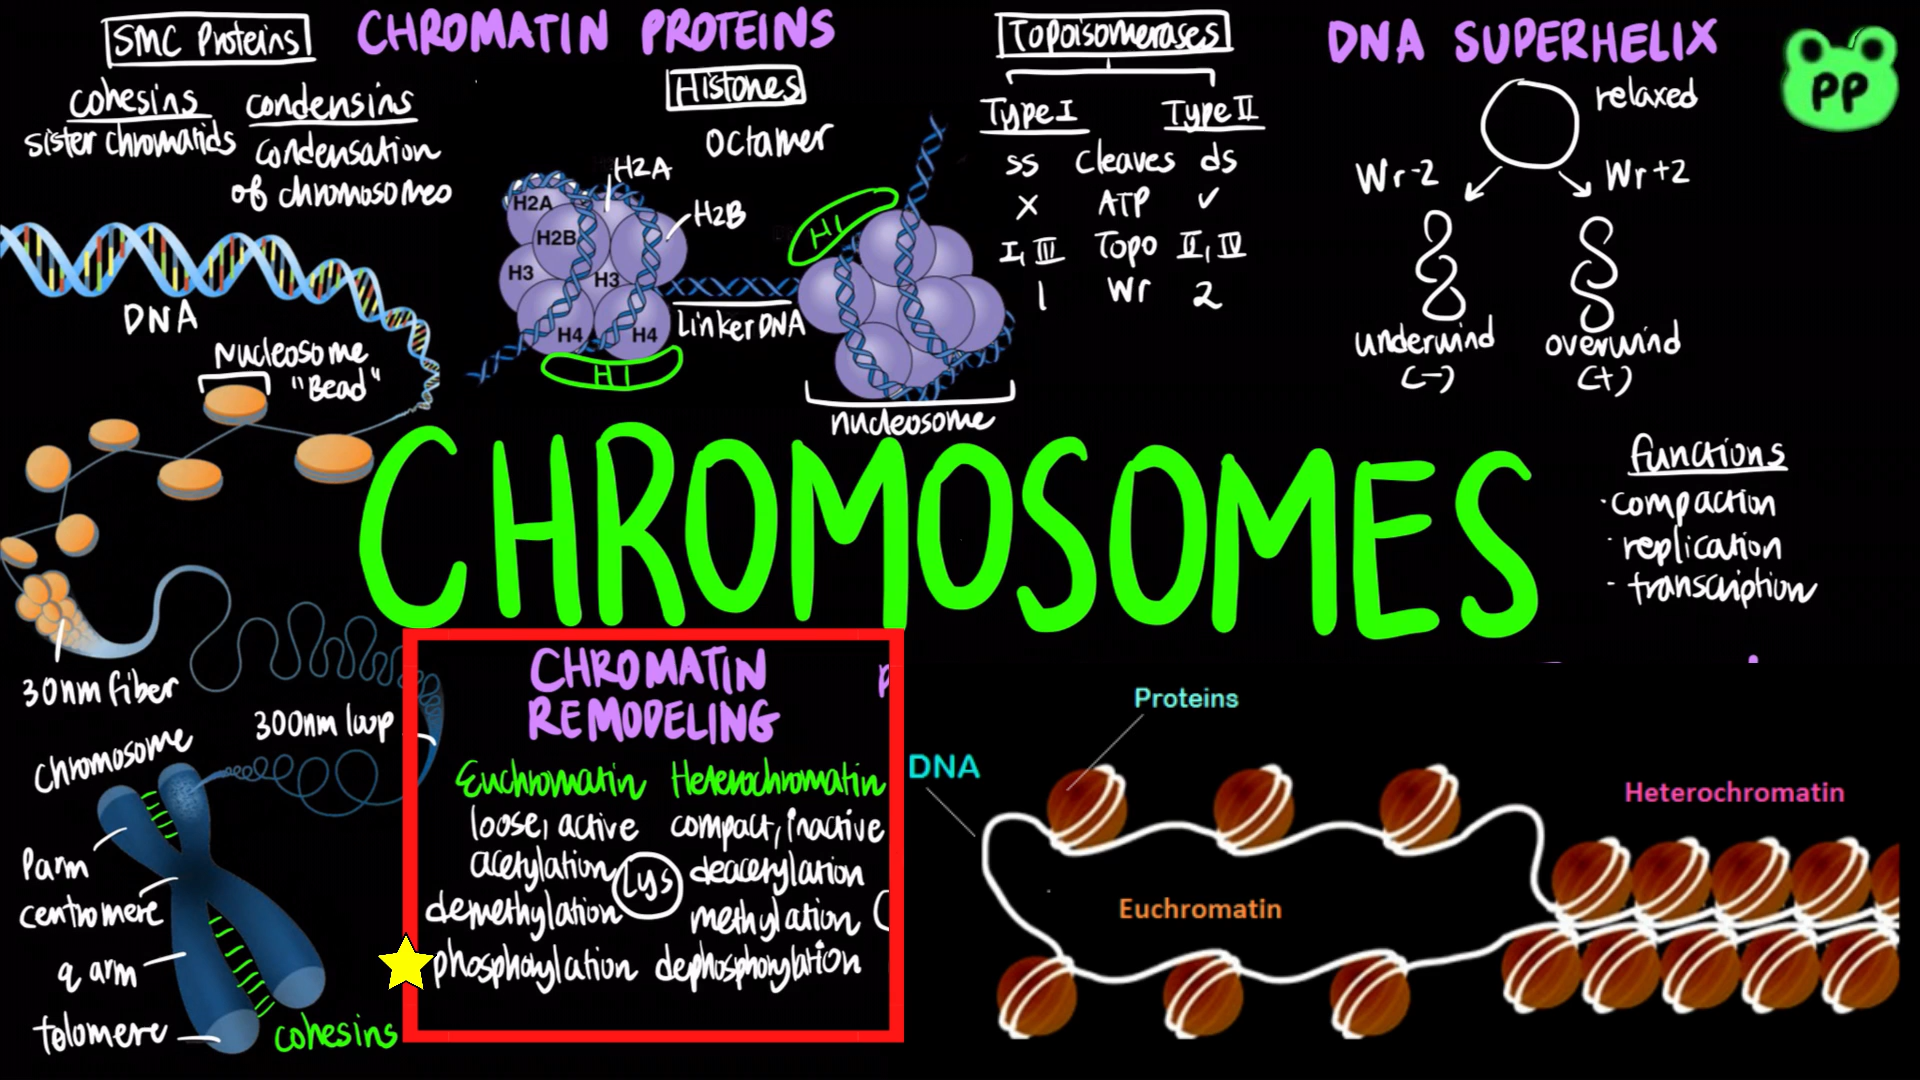 SMC Proteins
cohesins condensins
sister chromatids condensation
of chromosomes
CHROMATIN PROTEINS
Histones
Octamer
H2A
H2B
H2A
H2B
H3
H3
H4
H4
H1
Linker DNA
H1
nucleosome
Topoisomerases
Type I Type II
ss Cleaves ds
X ATP ✓
I, III Topo II, IV
1 Wr 2
DNA SUPERHELIX
relaxed
Wr-2 Wr+2
underwind overwind
(-) (+)
PP
DNA
Nucleosome
"Bead"
CHROMOSOMES
functions
·compaction
·replication
-transcription
30nm fiber
300nm loop
Chromosome
Parm
centromere
q arm
telomere
cohesins
CHROMATIN
REMODELING
Euchromatin Heterochromatin
loose, active compact, inactive
acetylation Lys deacetylation
demethylation methylation
phosphorylation dephosphorylation
Proteins
DNA
Heterochromatin
Euchromatin